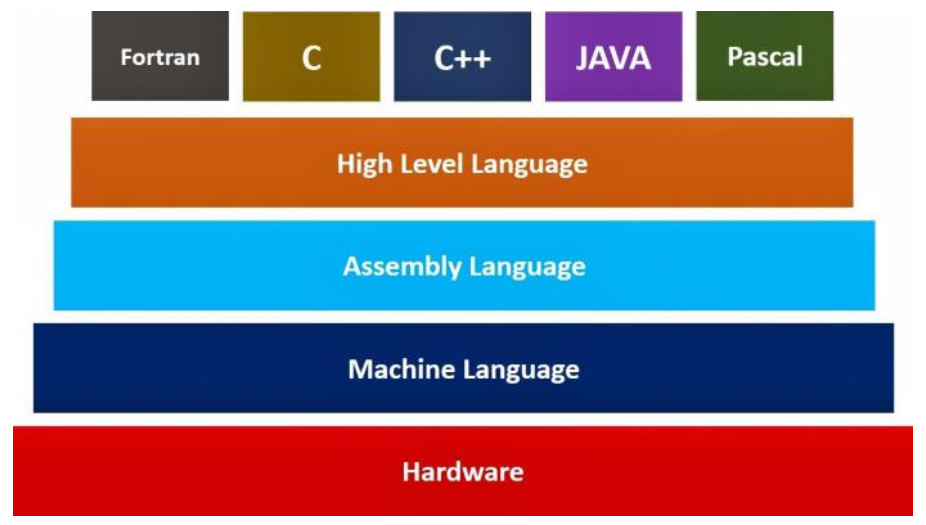 Fortran
C
C++
JAVA
Pascal
High Level Language
Assembly Language
Machine Language
Hardware